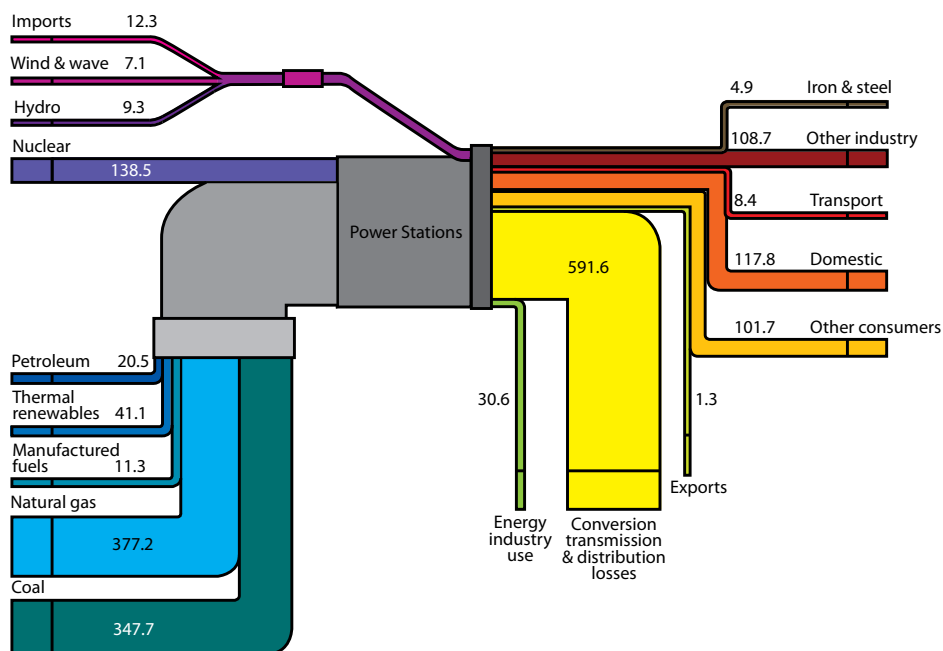 Imports 12.3
Wind & wave 7.1
Hydro 9.3
Nuclear
138.5
Power Stations
Petroleum 20.5
Thermal
renewables 41.1
Manufactured
fuels 11.3
Natural gas
377.2
Coal
347.7
4.9 Iron & steel
108.7 Other industry
8.4 Transport
117.8 Domestic
101.7 Other consumers
591.6
30.6
1.3
Exports
Energy
industry
use
Conversion
transmission
& distribution
losses